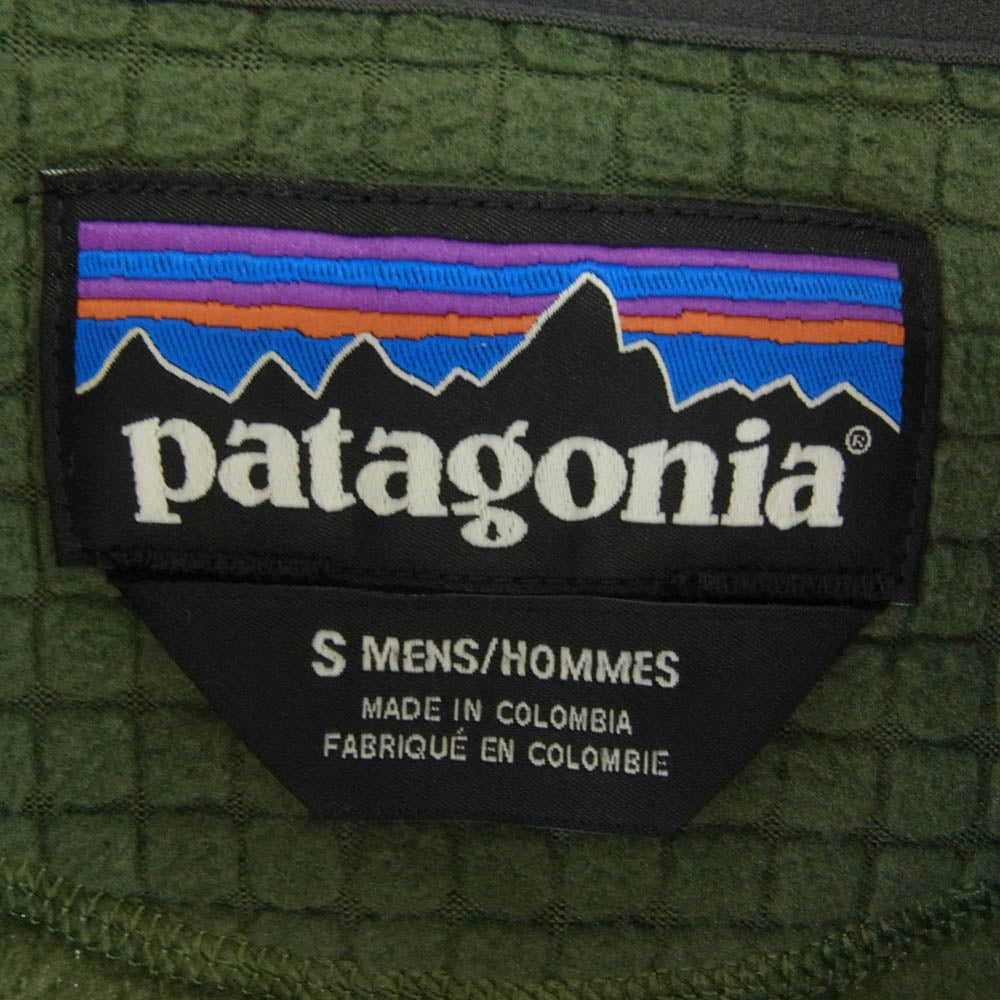 patagonia®
S MENS/HOMMES
MADE IN COLOMBIA
FABRIQUÉ EN COLOMBIE